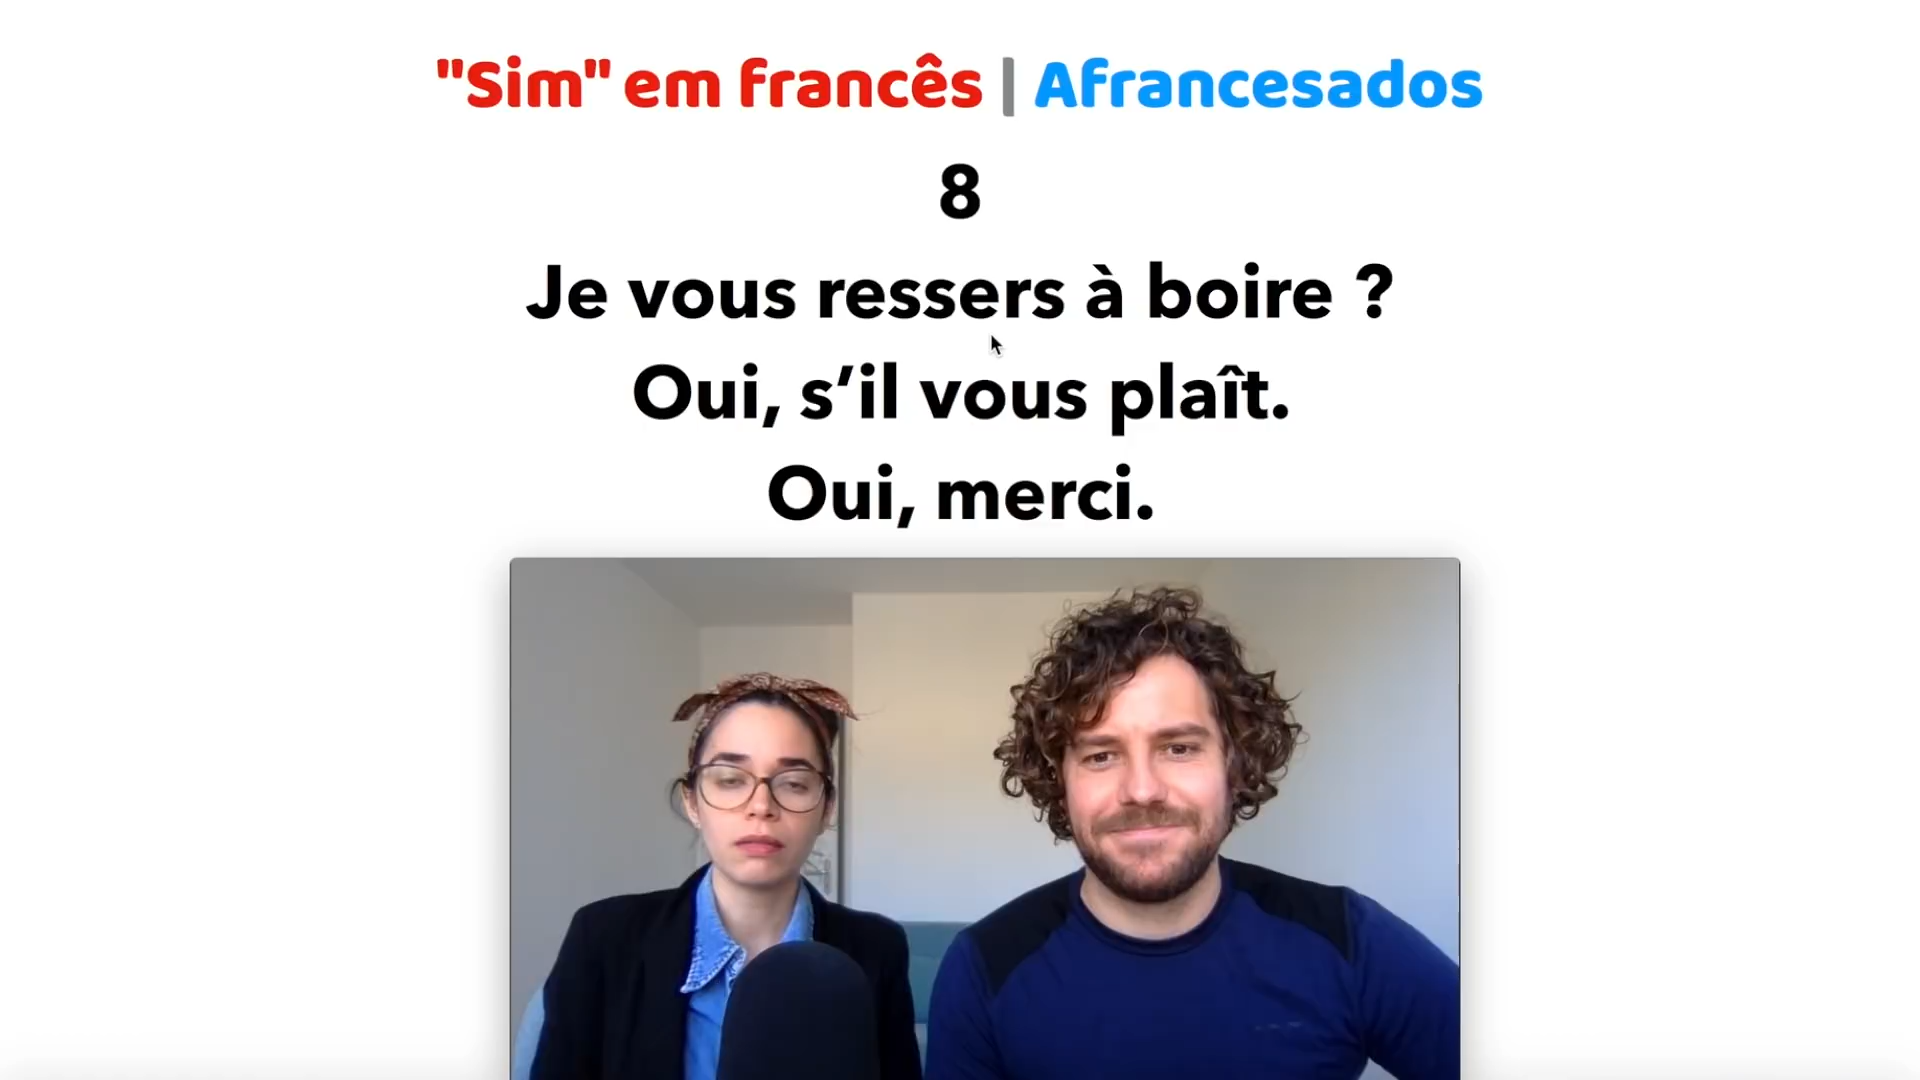 "Sim" em francês | Afrancesados
8
Je vous ressers à boire ?
Oui, s’il vous plaît.
Oui, merci.